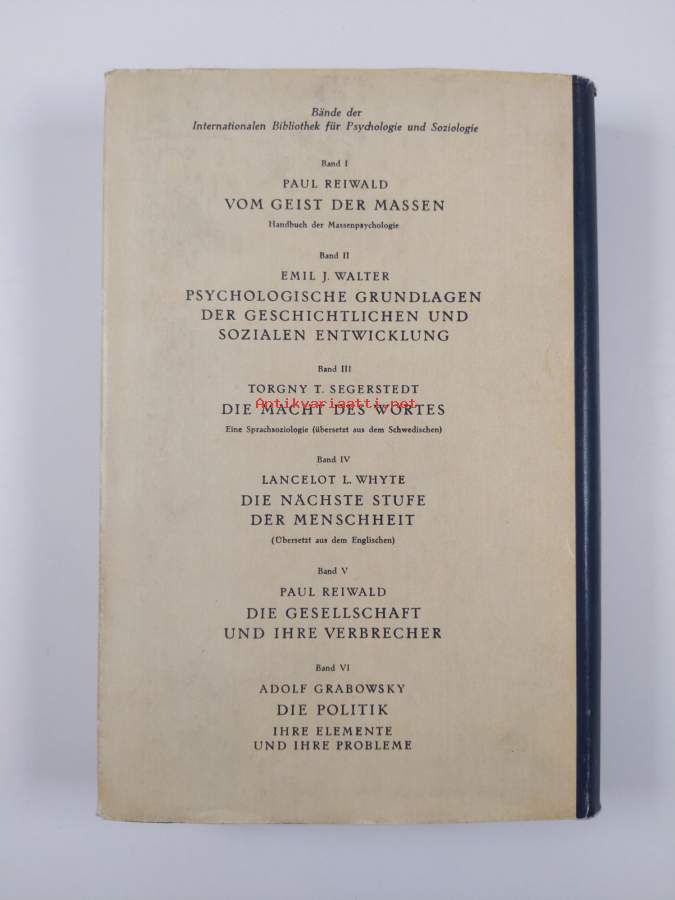 Bände der
Internationalen Bibliothek für Psychologie und Soziologie
Band I
PAUL REIWALD
VOM GEIST DER MASSEN
Handbuch der Massenpsychologie
Band II
EMIL J. WALTER
PSYCHOLOGISCHE GRUNDLAGEN
DER GESCHICHTLICHEN UND
SOZIALEN ENTWICKLUNG
Band III
TORGNY T. SEGERSTEDT
Antikvariaatti.net
DIE MACHT DES WORTES
Eine Sprachsoziologie (übersetzt aus dem Schwedischen)
Band IV
LANCELOT L. WHYTE
DIE NÄCHSTE STUFE
DER MENSCHHEIT
(Übersetzt aus dem Englischen)
Band V
PAUL REIWALD
DIE GESELLSCHAFT
UND IHRE VERBRECHER
Band VI
ADOLF GRABOWSKY
DIE POLITIK
IHRE ELEMENTE
UND IHRE PROBLEME